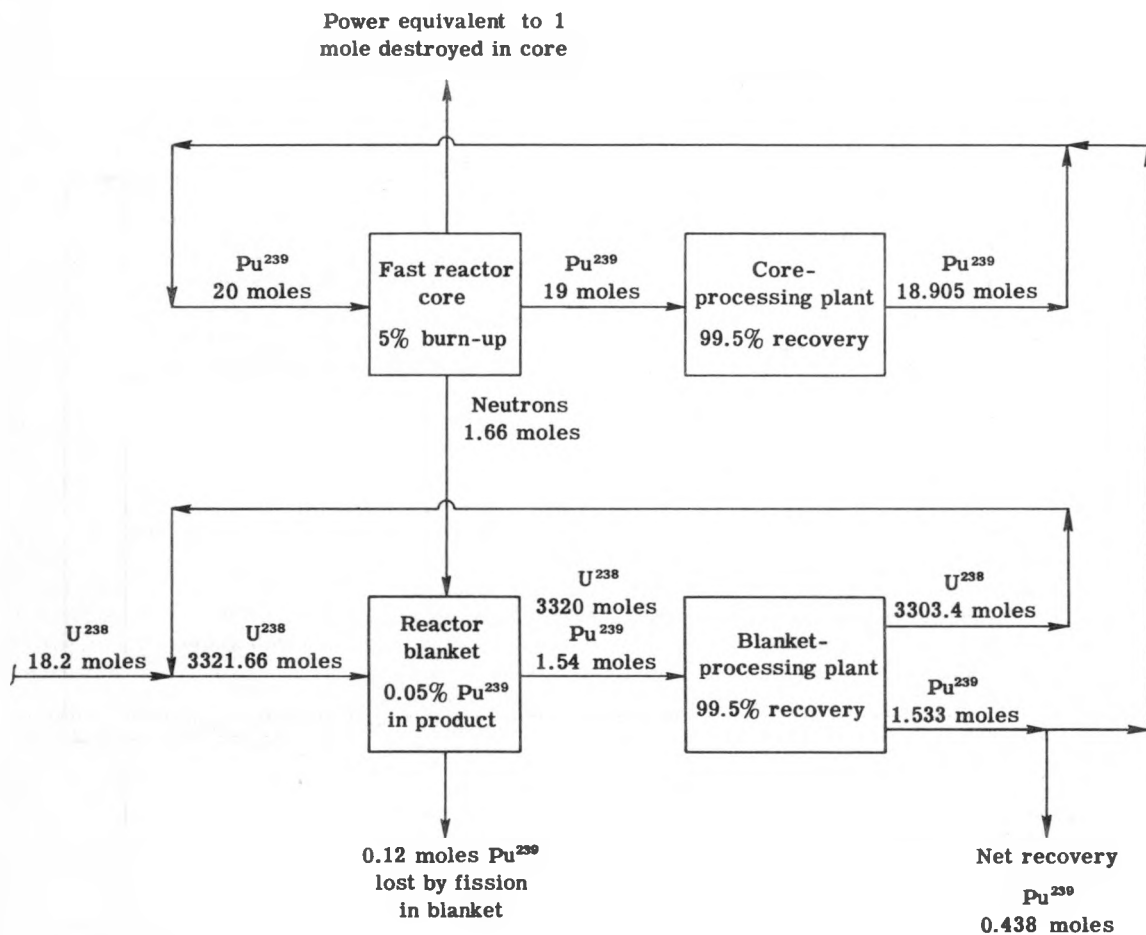 Power equivalent to 1
mole destroyed in core
Pu²³⁹
20 moles
Fast reactor
core
5% burn-up
Pu²³⁹
19 moles
Core-
processing plant
99.5% recovery
Pu²³⁹
18.905 moles
Neutrons
1.66 moles
U²³⁸
18.2 moles
U²³⁸
3321.66 moles
Reactor
blanket
0.05% Pu²³⁹
in product
U²³⁸
3320 moles
Pu²³⁹
1.54 moles
Blanket-
processing plant
99.5% recovery
U²³⁸
3303.4 moles
Pu²³⁹
1.533 moles
0.12 moles Pu²³⁹
lost by fission
in blanket
Net recovery
Pu²³⁹
0.438 moles